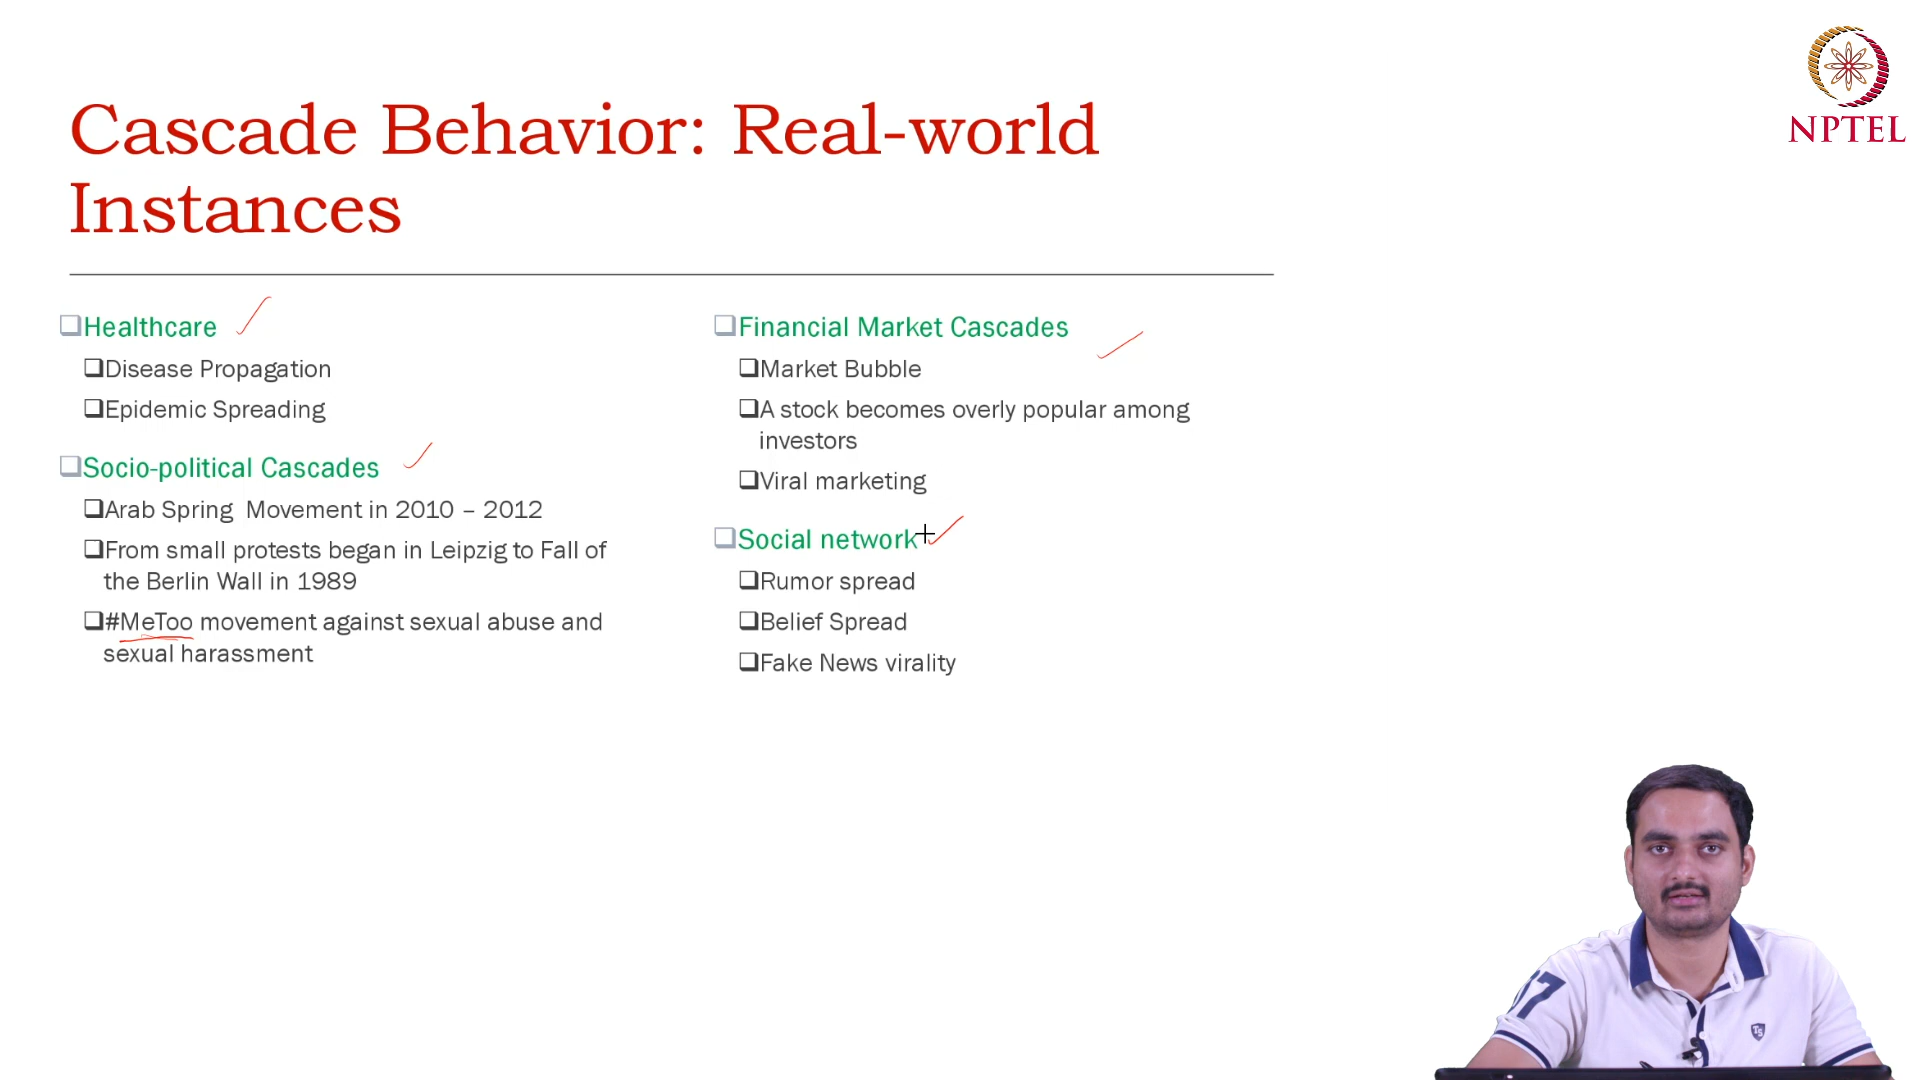 Cascade Behavior: Real-world
Instances
NPTEL
Healthcare
Disease Propagation
Epidemic Spreading
Socio-political Cascades
Arab Spring Movement in 2010 – 2012
From small protests began in Leipzig to Fall of
the Berlin Wall in 1989
#MeToo movement against sexual abuse and
sexual harassment
Financial Market Cascades
Market Bubble
A stock becomes overly popular among
investors
Viral marketing
Social network
Rumor spread
Belief Spread
Fake News virality